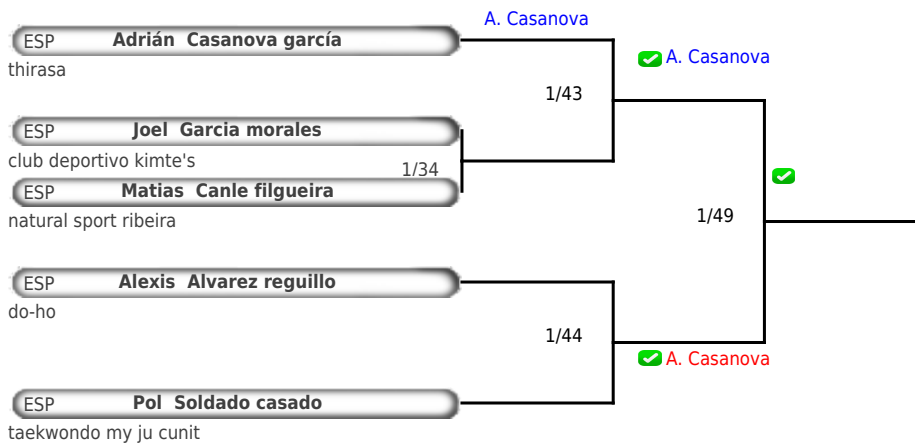 A. Casanova
ESP Adrián Casanova garcía
thirasa
A. Casanova
1/43
ESP Joel Garcia morales
club deportivo kimte's
1/34
ESP Matias Canle filgueira
natural sport ribeira
1/49
ESP Alexis Alvarez reguillo
do-ho
1/44
A. Casanova
ESP Pol Soldado casado
taekwondo my ju cunit